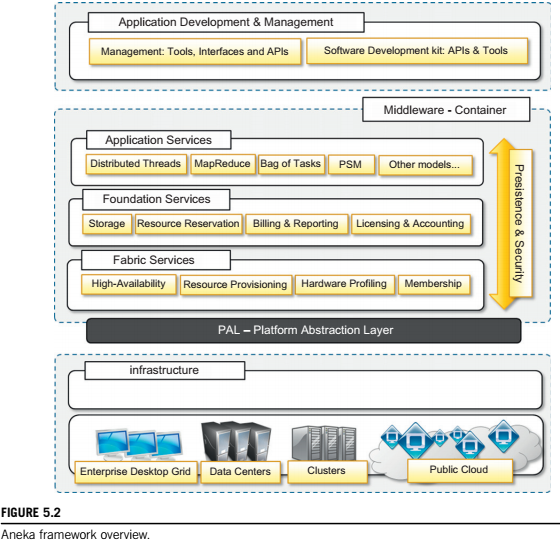 Application Development & Management
Management: Tools, Interfaces and APIs
Software Development kit: APIs & Tools
Middleware - Container
Application Services
Distributed Threads
MapReduce
Bag of Tasks
PSM
Other models...
Foundation Services
Storage
Resource Reservation
Billing & Reporting
Licensing & Accounting
Fabric Services
High-Availability
Resource Provisioning
Hardware Profiling
Membership
Presistence & Security
PAL – Platform Abstraction Layer
infrastructure
Enterprise Desktop Grid
Data Centers
Clusters
Public Cloud
FIGURE 5.2
Aneka framework overview.